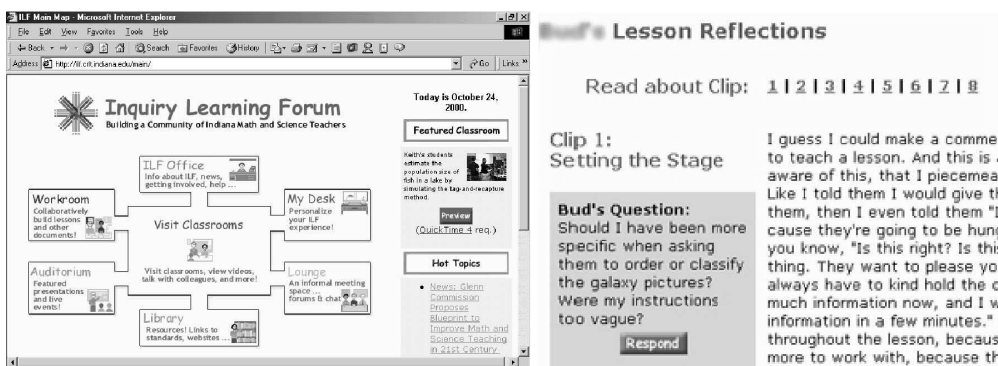 ILF Main Map - Microsoft Internet Explorer
File Edit View Favorites Tools Help
Back Search Favorites History
Address http://ilf.crlt.indiana.edu/main/ Go Links »
Inquiry Learning Forum
Building a Community of Indiana Math and Science Teachers
ILF Office
Info about ILF, news,
getting involved, help ...
Workroom
Collaboratively
build lessons
and other
documents!
My Desk
Personalize
your ILF
experience!
Visit Classrooms
Visit classrooms, view videos,
talk with colleagues, and more!
Auditorium
Featured
presentations
and live
events!
Lounge
An informal meeting
space ...
forums & chat
Library
Resources! Links to
standards, websites ...
Today is October 24,
2000.
Featured Classroom
Keith's students
estimate the
population size of
fish in a lake by
simulating the tag-and-recapture
method.
Preview
(QuickTime 4 req.)
Hot Topics
• News: Glenn
Commission
Proposes
Blueprint to
Improve Math and
Science Teaching
in 21st Century
Bud's Lesson Reflections
Read about Clip: 1 | 2 | 3 | 4 | 5 | 6 | 7 | 8
Clip 1:
Setting the Stage
Bud's Question:
Should I have been more
specific when asking
them to order or classify
the galaxy pictures?
Were my instructions
too vague?
Respond
I guess I could make a comme
to teach a lesson. And this is
aware of this, that I piecemea
Like I told them I would give th
them, then I even told them "I
cause they're going to be hung
you know, "Is this right? Is this
thing. They want to please yo
always have to kind hold the
much information now, and I w
information in a few minutes."
throughout the lesson, becaus
more to work with, because th